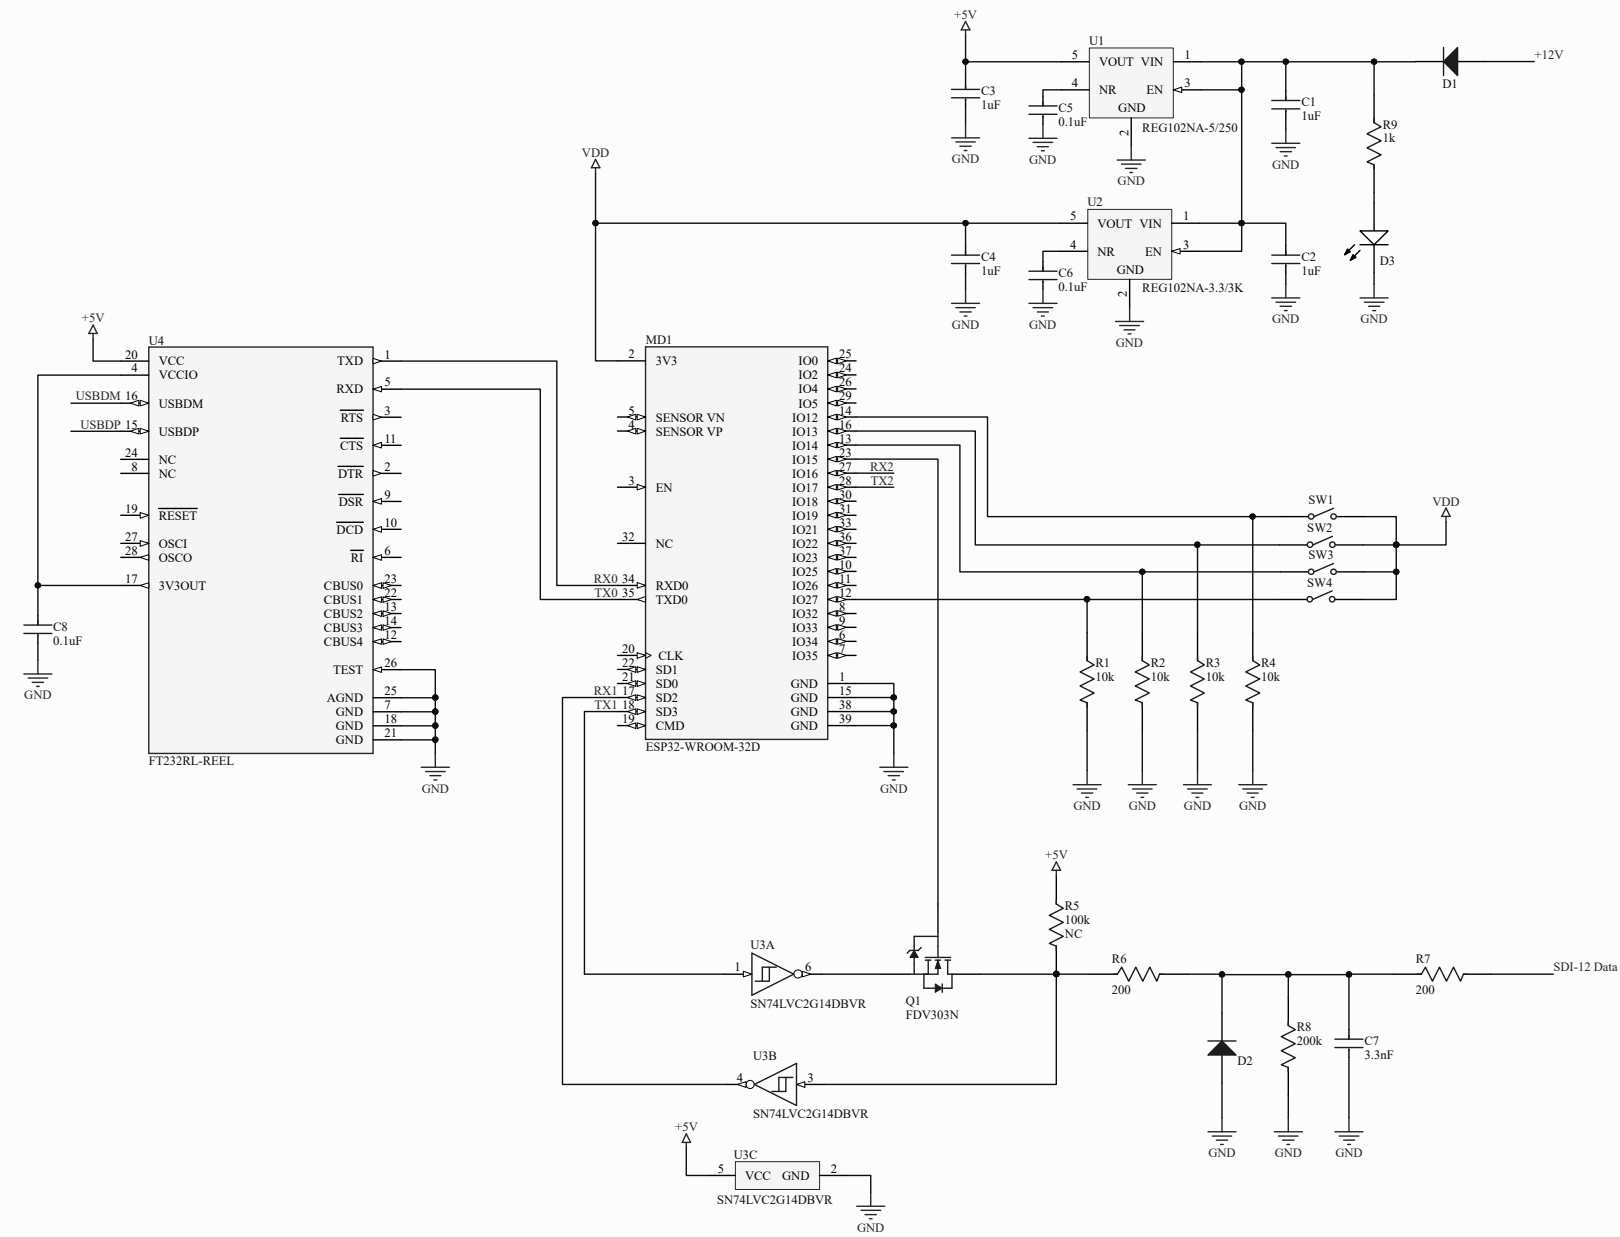 +5V
U1
5 VOUT VIN 1
4 NR EN 3
GND
2
REG102NA-5/250
GND
C3
1uF
GND
C5
0.1uF
GND
C1
1uF
GND
D1
+12V
R9
1k
D3
GND
VDD
U2
5 VOUT VIN 1
4 NR EN 3
GND
2
REG102NA-3.3/3K
GND
C4
1uF
GND
C6
0.1uF
GND
C2
1uF
GND
+5V
U4
20 VCC TXD 1
4 VCCIO
RXD 5
USBDM 16 USBDM
RTS 3
USBDP 15 USBDP
CTS 11
24 NC
8 NC DTR 2
DSR 9
19 RESET
DCD 10
27 OSCI
28 OSCO RI 6
17 3V3OUT CBUS0 23
CBUS1 22
CBUS2 13
CBUS3 14
CBUS4 12
TEST 26
AGND 25
GND 7
GND 18
GND 21
FT232RL-REEL
GND
C8
0.1uF
GND
MD1
2 3V3 IO0 25
IO2 24
IO4 26
IO5 29
5 SENSOR VN IO12 14
4 SENSOR VP IO13 16
IO14 13
IO15 23
IO16 27 RX2
3 EN IO17 28 TX2
IO18 30
IO19 31
IO21 33
32 NC IO22 36
IO23 37
IO25 10
RX0 34 RXD0 IO26 11
TX0 35 TXD0 IO27 12
IO32 8
IO33 9
IO34 6
20 CLK IO35 7
22 SD1
21 SD0 GND 1
RX1 17 SD2 GND 15
TX1 18 SD3 GND 38
19 CMD GND 39
ESP32-WROOM-32D
GND
SW1
SW2
SW3
SW4
VDD
R1
10k
R2
10k
R3
10k
R4
10k
GND
GND
GND
GND
+5V
R5
100k
NC
U3A
1 6
SN74LVC2G14DBVR
Q1
FDV303N
R6
200
R7
200
SDI-12 Data
D2
R8
200k
C7
3.3nF
GND
GND
GND
U3B
4 3
SN74LVC2G14DBVR
+5V
U3C
5 VCC GND 2
SN74LVC2G14DBVR
GND